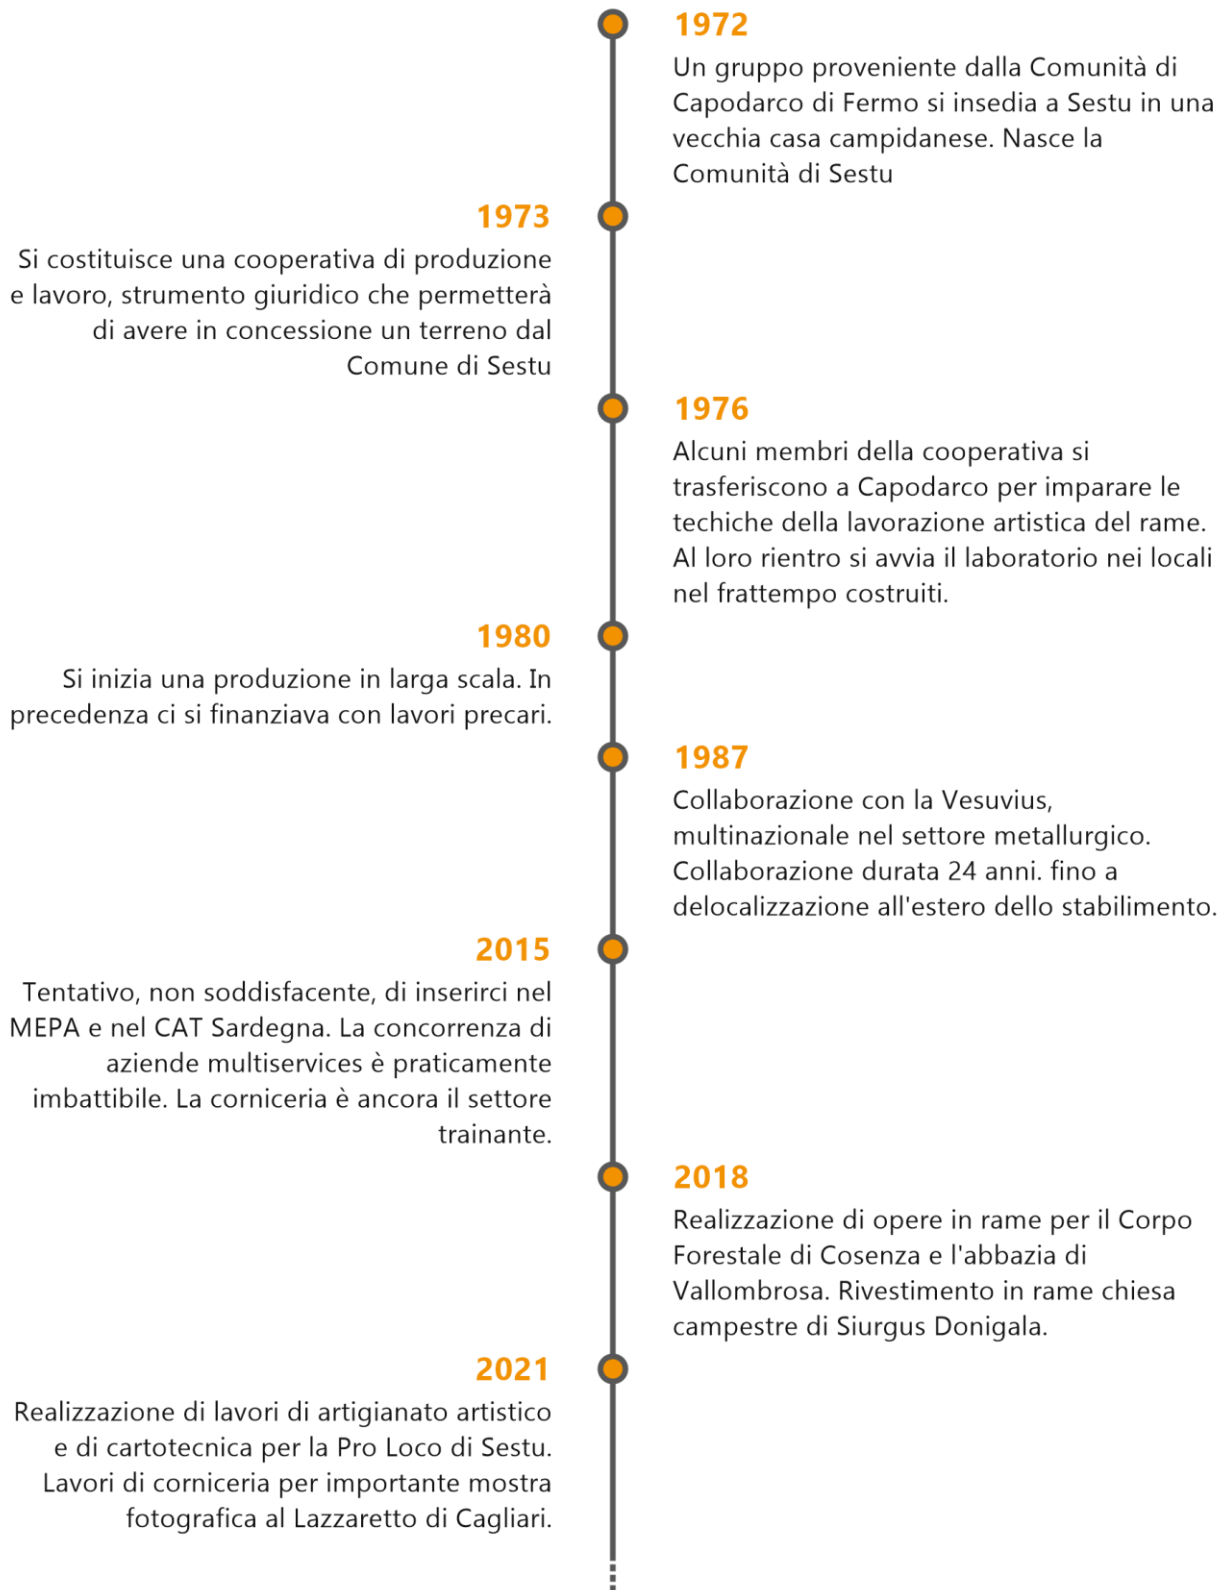 1972
Un gruppo proveniente dalla Comunità di
Capodarco di Fermo si insedia a Sestu in una
vecchia casa campidanese. Nasce la
Comunità di Sestu
1973
Si costituisce una cooperativa di produzione
e lavoro, strumento giuridico che permetterà
di avere in concessione un terreno dal
Comune di Sestu
1976
Alcuni membri della cooperativa si
trasferiscono a Capodarco per imparare le
techiche della lavorazione artistica del rame.
Al loro rientro si avvia il laboratorio nei locali
nel frattempo costruiti.
1980
Si inizia una produzione in larga scala. In
precedenza ci si finanziava con lavori precari.
1987
Collaborazione con la Vesuvius,
multinazionale nel settore metallurgico.
Collaborazione durata 24 anni. fino a
delocalizzazione all'estero dello stabilimento.
2015
Tentativo, non soddisfacente, di inserirci nel
MEPA e nel CAT Sardegna. La concorrenza di
aziende multiservices è praticamente
imbattibile. La corniceria è ancora il settore
trainante.
2018
Realizzazione di opere in rame per il Corpo
Forestale di Cosenza e l'abbazia di
Vallombrosa. Rivestimento in rame chiesa
campestre di Siurgus Donigala.
2021
Realizzazione di lavori di artigianato artistico
e di cartotecnica per la Pro Loco di Sestu.
Lavori di corniceria per importante mostra
fotografica al Lazzaretto di Cagliari.